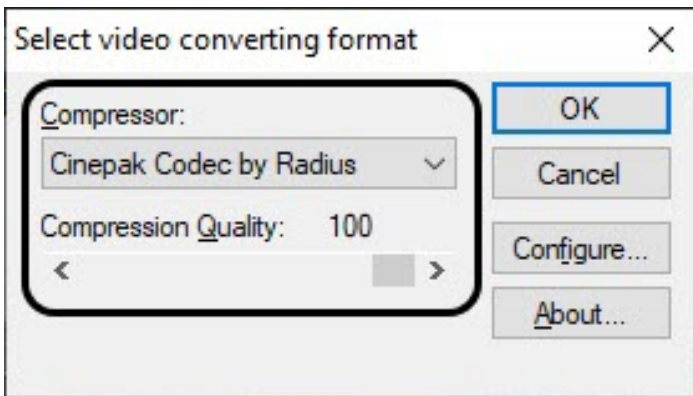 Select video converting format
Compressor:
OK
Cinepak Codec by Radius
Cancel
Compression Quality: 100
Configure...
About...